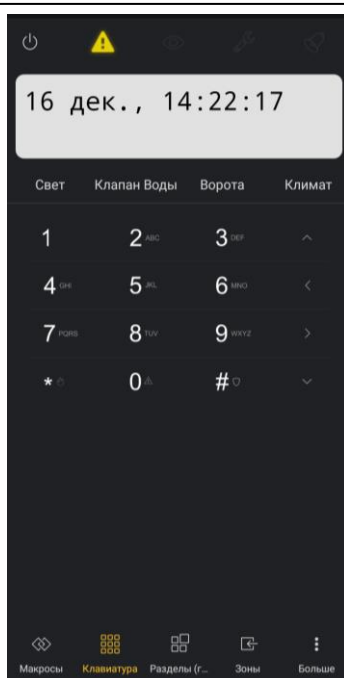 16 дек., 14:22:17
Свет Клапан Воды Ворота Климат
1 2 ABC 3 DEF
4 GHI 5 JKL 6 MNO
7 PQRS 8 TUV 9 WXYZ
* 0 #
Макросы Клавиатура Разделы (г... Зоны Больше